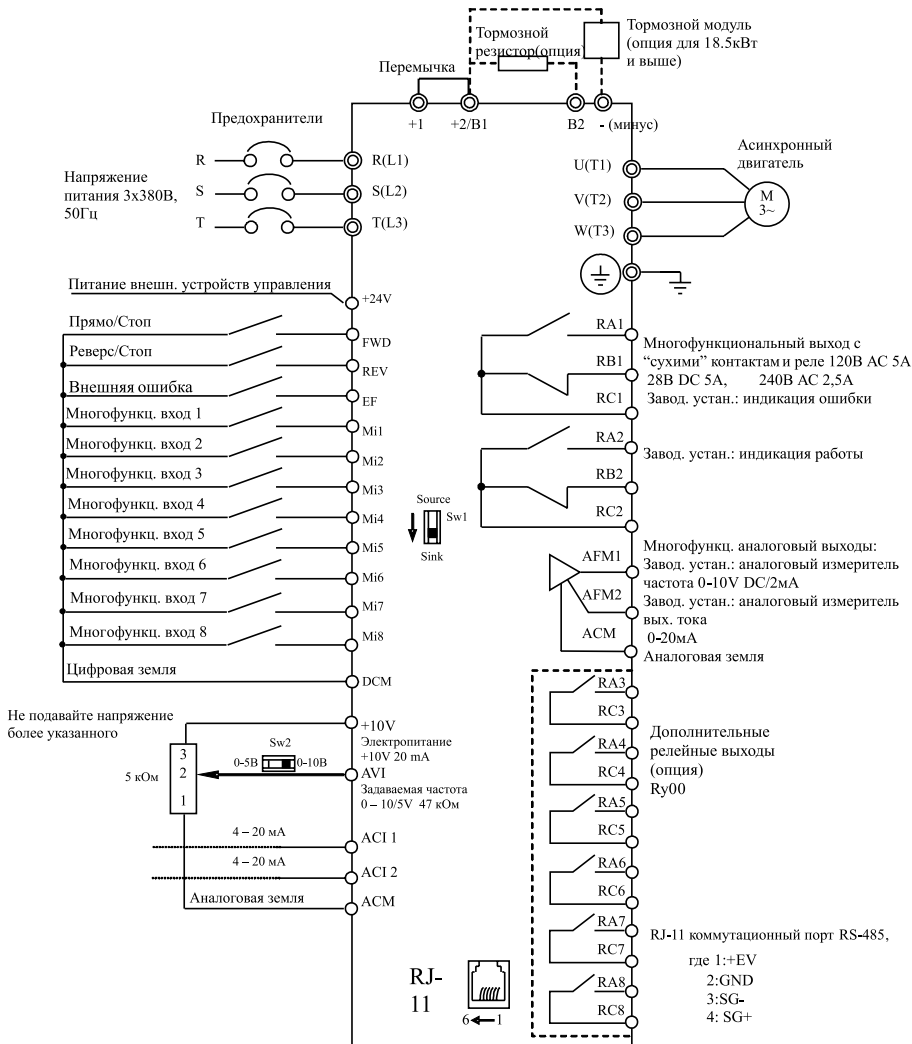 Тормозной модуль
(опция для 18.5кВт
и выше)
Тормозной
резистор(опция)
Перемычка
+1
+2/B1
B2
- (минус)
Предохранители
R
R(L1)
Напряжение
питания 3x380В,
50Гц
S
S(L2)
T
T(L3)
Асинхронный
двигатель
U(T1)
V(T2)
W(T3)
М
3~
Питание внешн. устройств управления
+24V
Прямо/Стоп
FWD
Реверс/Стоп
REV
Внешняя ошибка
EF
Многофункц. вход 1
Mi1
Многофункц. вход 2
Mi2
Многофункц. вход 3
Mi3
Многофункц. вход 4
Mi4
Многофункц. вход 5
Mi5
Многофункц. вход 6
Mi6
Многофункц. вход 7
Mi7
Многофункц. вход 8
Mi8
Цифровая земля
DCM
Source
Sw1
Sink
RA1
RB1
RC1
Многофункциональный выход с
“сухими” контактам и реле 120В AC 5A
28В DC 5A, 240В AC 2,5A
Завод. устан.: индикация ошибки
RA2
RB2
RC2
Завод. устан.: индикация работы
AFM1
AFM2
ACM
Многофункц. аналоговый выходы:
Завод. устан.: аналоговый измеритель
частота 0-10V DC/2мА
Завод. устан.: аналоговый измеритель
вых. тока
0-20мА
Аналоговая земля
Не подавайте напряжение
более указанного
+10V
Электропитание
+10V 20 mA
3
2
1
5 кОм
Sw2
0-5В
0-10В
AVI
Задаваемая частота
0 – 10/5V 47 кОм
4 – 20 мА
ACI 1
4 – 20 мА
ACI 2
Аналоговая земля
ACM
RA3
RC3
RA4
RC4
RA5
RC5
RA6
RC6
RA7
RC7
RA8
RC8
Дополнительные
релейные выходы
(опция)
Ry00
RJ-
11
6
1
RJ-11 коммутационный порт RS-485,
где 1:+EV
2:GND
3:SG-
4: SG+